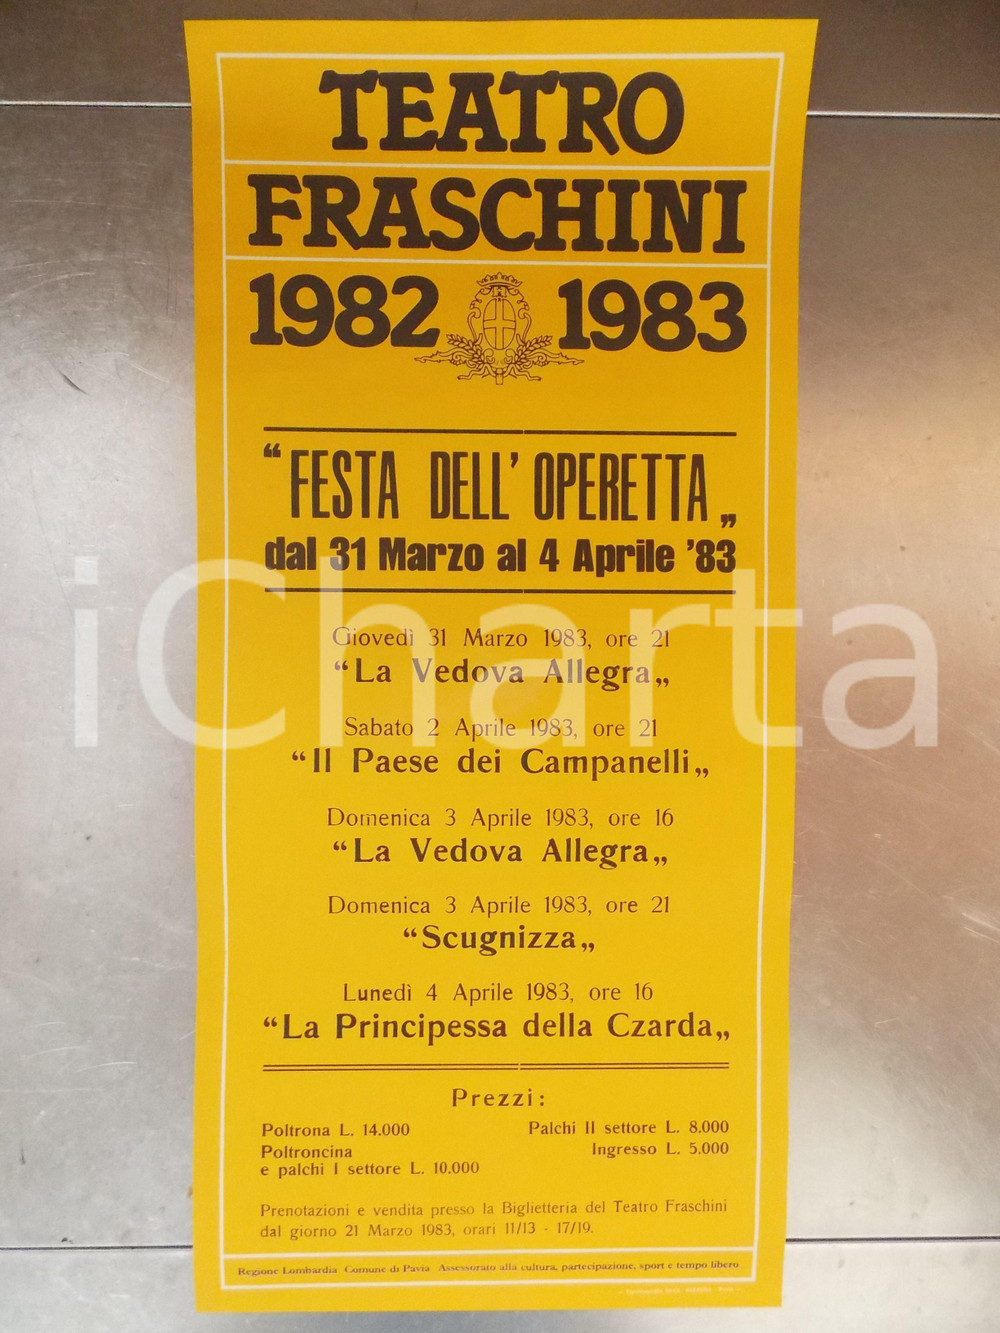 TEATRO
FRASCHINI
1982 1983
“FESTA DELL' OPERETTA„
dal 31 Marzo al 4 Aprile '83
Giovedì 31 Marzo 1983, ore 21
“La Vedova Allegra„
Sabato 2 Aprile 1983, ore 21
“Il Paese dei Campanelli„
Domenica 3 Aprile 1983, ore 16
“La Vedova Allegra„
Domenica 3 Aprile 1983, ore 21
“Scugnizza„
Lunedì 4 Aprile 1983, ore 16
“La Principessa della Czarda„
Prezzi:
Poltrona L. 14.000
Poltroncina
e palchi I settore L. 10.000
Palchi II settore L. 8.000
Ingresso L. 5.000
Prenotazioni e vendita presso la Biglietteria del Teatro Fraschini
dal giorno 21 Marzo 1983, orari 11/13 - 17/19.
Regione Lombardia Comune di Pavia Assessorato alla cultura, partecipazione, sport e tempo libero
iCharta